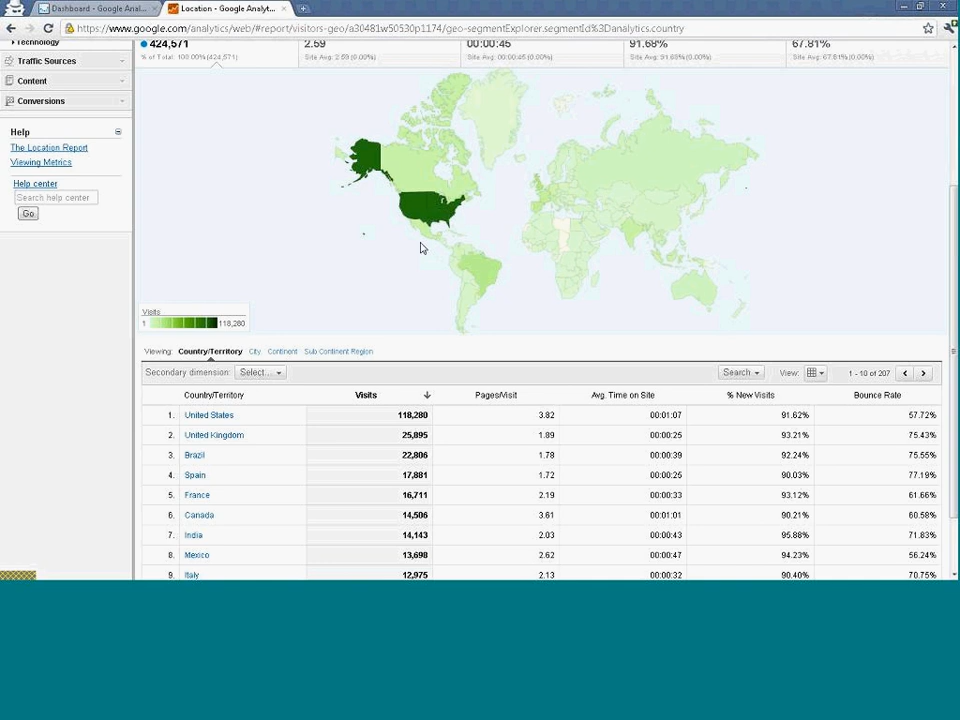 Dashboard - Google Anal... × Location - Google Analyt... ×
https://www.google.com/analytics/web/#report/visitors-geo/a30481w50530p1174/geo-segmentExplorer.segmentId%3Danalytics.country
Technology
Traffic Sources
Content
Conversions
Help
The Location Report
Viewing Metrics
Help center
Search help center
Go
424,571 2.59 00:00:45 91.68% 67.81%
% of Total: 100.00% (424,571) Site Avg: 2.59 (0.00%) Site Avg: 00:00:45 (0.00%) Site Avg: 91.68% (0.00%) Site Avg: 67.81% (0.00%)
Visits
1 118,280
Viewing: Country/Territory City Continent Sub Continent Region
Secondary dimension: Select... Search View: 1 - 10 of 207
Country/Territory Visits Pages/Visit Avg. Time on Site % New Visits Bounce Rate
1. United States 118,280 3.82 00:01:07 91.62% 57.72%
2. United Kingdom 25,895 1.89 00:00:25 93.21% 75.43%
3. Brazil 22,806 1.78 00:00:39 92.24% 75.55%
4. Spain 17,881 1.72 00:00:25 90.03% 77.19%
5. France 16,711 2.19 00:00:33 93.12% 61.66%
6. Canada 14,506 3.61 00:01:01 90.21% 60.58%
7. India 14,143 2.03 00:00:43 95.88% 71.83%
8. Mexico 13,698 2.62 00:00:47 94.23% 56.24%
9. Italy 12,975 2.13 00:00:32 90.40% 70.75%